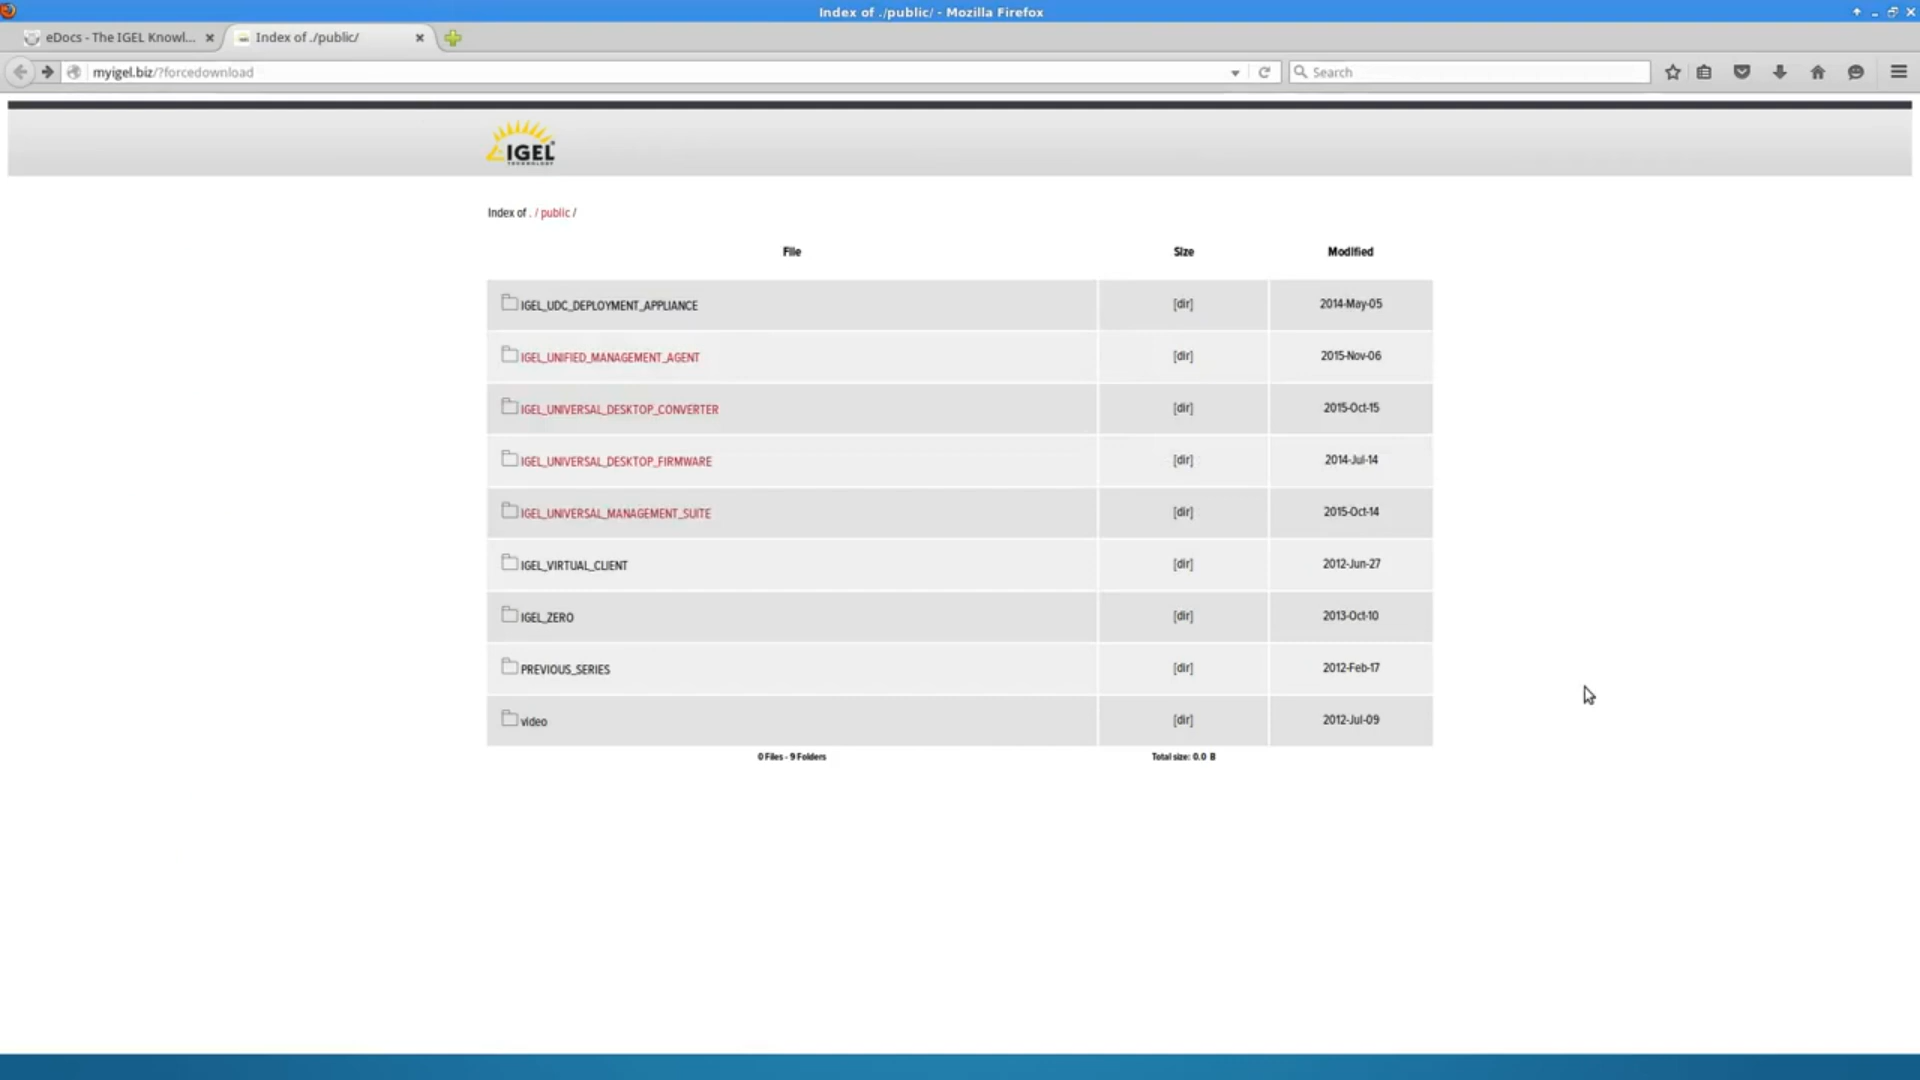 Index of ./public/ - Mozilla Firefox
eDocs - The IGEL Knowl...
Index of ./public/
myigel.biz/?forcedownload
Search
IGEL
TECHNOLOGY
Index of . / public /
File Size Modified
IGEL_UDC_DEPLOYMENT_APPLIANCE [dir] 2014-May-05
IGEL_UNIFIED_MANAGEMENT_AGENT [dir] 2015-Nov-06
IGEL_UNIVERSAL_DESKTOP_CONVERTER [dir] 2015-Oct-15
IGEL_UNIVERSAL_DESKTOP_FIRMWARE [dir] 2014-Jul-14
IGEL_UNIVERSAL_MANAGEMENT_SUITE [dir] 2015-Oct-14
IGEL_VIRTUAL_CLIENT [dir] 2012-Jun-27
IGEL_ZERO [dir] 2013-Oct-10
PREVIOUS_SERIES [dir] 2012-Feb-17
video [dir] 2012-Jul-09
0 Files - 9 Folders Total size: 0.0 B